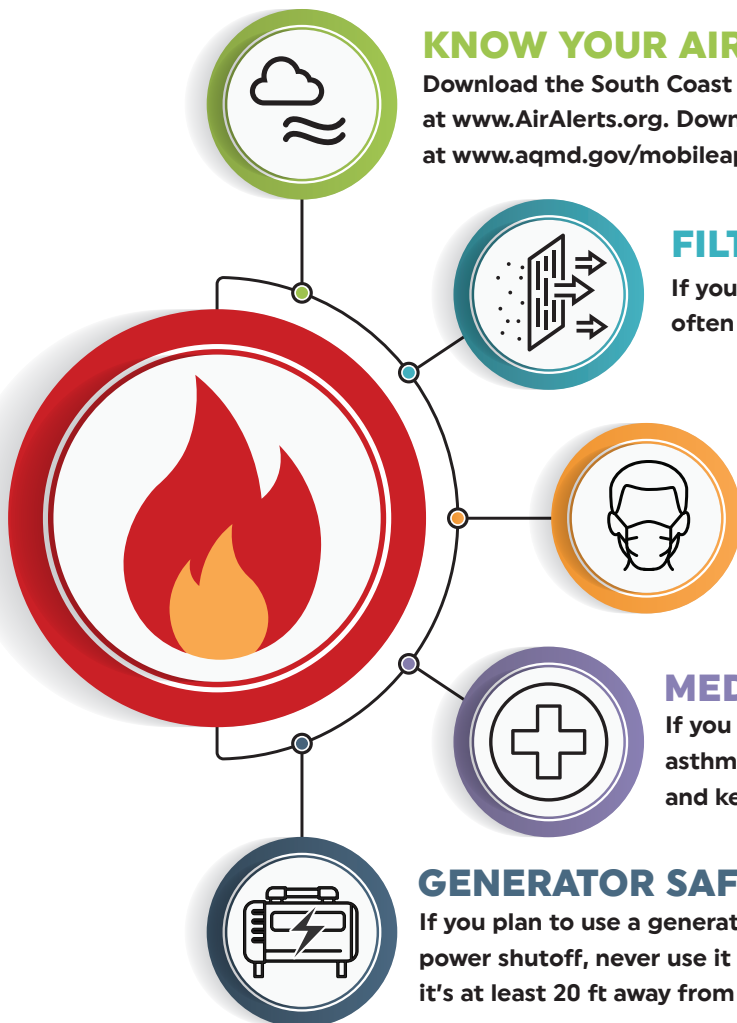 KNOW YOUR AIR
Download the South Coast
at www.AirAlerts.org. Down
at www.aqmd.gov/mobileap
FILT
If you
often
MED
If you
asthm
and ke
GENERATOR SAF
If you plan to use a generat
power shutoff, never use it
it's at least 20 ft away from